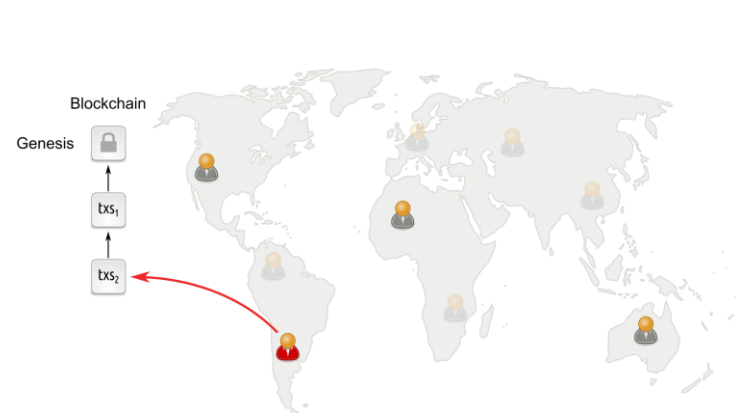 Blockchain
Genesis
txs₁
txs₂